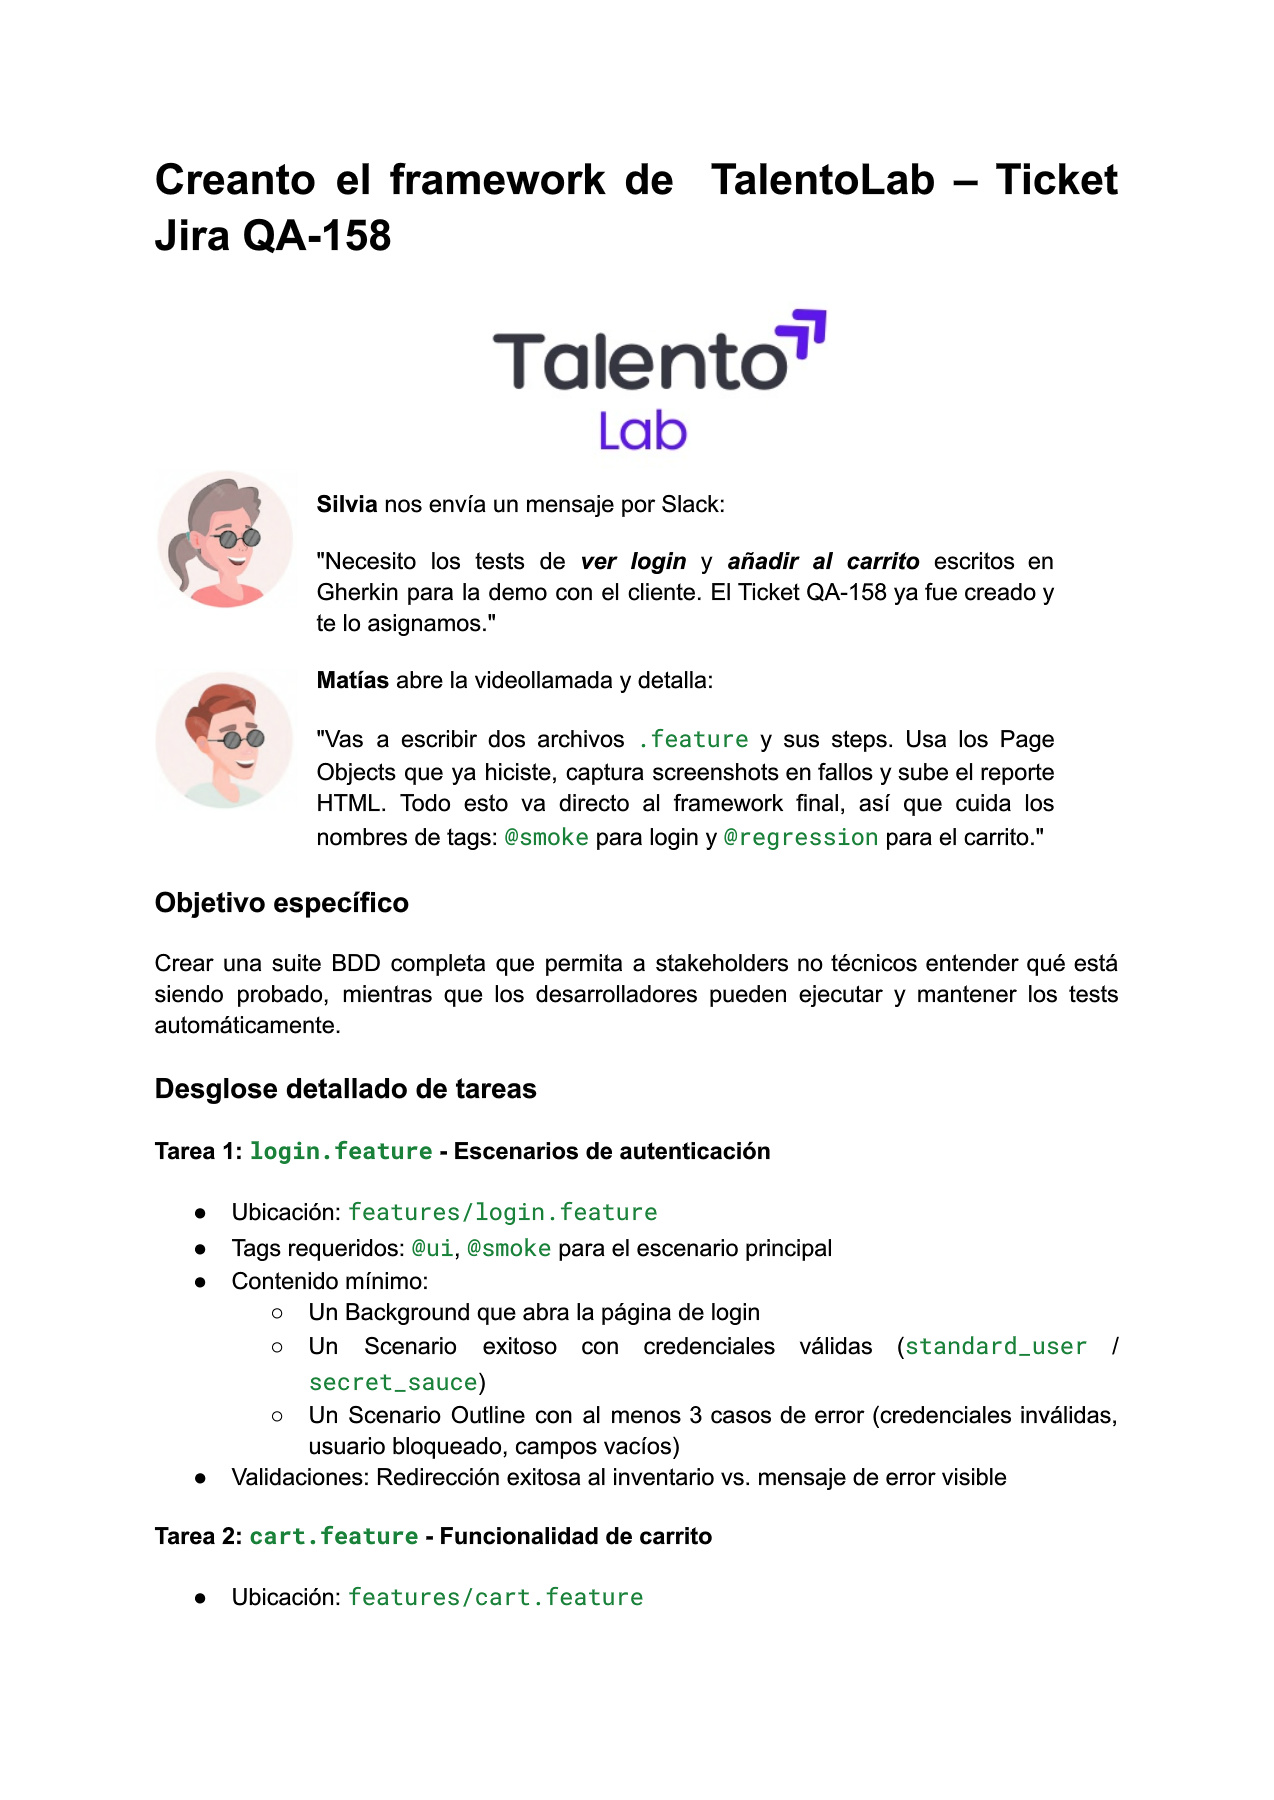 Creanto el framework de TalentoLab – Ticket
Jira QA-158
Talento
Lab
Silvia nos envía un mensaje por Slack:
"Necesito los tests de ver login y añadir al carrito escritos en
Gherkin para la demo con el cliente. El Ticket QA-158 ya fue creado y
te lo asignamos."
Matías abre la videollamada y detalla:
"Vas a escribir dos archivos .feature y sus steps. Usa los Page
Objects que ya hiciste, captura screenshots en fallos y sube el reporte
HTML. Todo esto va directo al framework final, así que cuida los
nombres de tags: @smoke para login y @regression para el carrito."
Objetivo específico
Crear una suite BDD completa que permita a stakeholders no técnicos entender qué está
siendo probado, mientras que los desarrolladores pueden ejecutar y mantener los tests
automáticamente.
Desglose detallado de tareas
Tarea 1: login.feature - Escenarios de autenticación
● Ubicación: features/login.feature
● Tags requeridos: @ui, @smoke para el escenario principal
● Contenido mínimo:
○ Un Background que abra la página de login
○ Un Scenario exitoso con credenciales válidas (standard_user /
secret_sauce)
○ Un Scenario Outline con al menos 3 casos de error (credenciales inválidas,
usuario bloqueado, campos vacíos)
● Validaciones: Redirección exitosa al inventario vs. mensaje de error visible
Tarea 2: cart.feature - Funcionalidad de carrito
● Ubicación: features/cart.feature